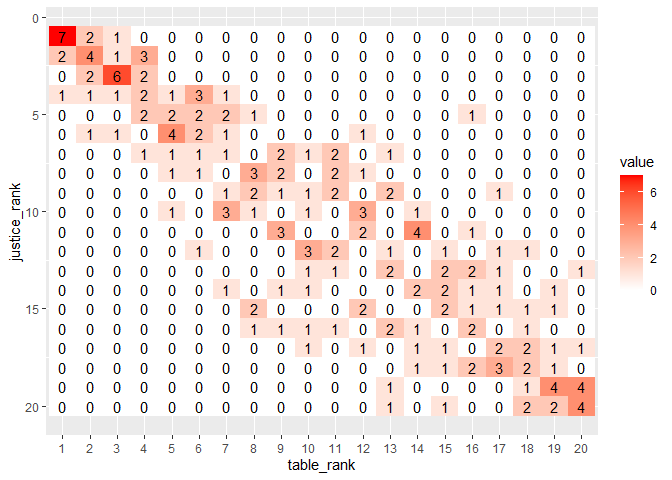 0
7 2 1 0 0 0 0 0 0 0 0 0 0 0 0 0 0 0 0 0
2 4 1 3 0 0 0 0 0 0 0 0 0 0 0 0 0 0 0 0
0 2 6 2 0 0 0 0 0 0 0 0 0 0 0 0 0 0 0 0
1 1 1 2 1 3 1 0 0 0 0 0 0 0 0 0 0 0 0 0
5 0 0 0 2 2 2 2 1 0 0 0 0 0 0 0 1 0 0 0 0
0 1 1 0 4 2 1 0 0 0 0 1 0 0 0 0 0 0 0 0
0 0 0 1 1 1 1 0 2 1 2 0 1 0 0 0 0 0 0 0
0 0 0 0 1 1 0 3 2 0 2 1 0 0 0 0 0 0 0 0
0 0 0 0 0 0 1 2 1 1 2 0 2 0 0 0 1 0 0 0
10 0 0 0 0 1 0 3 1 0 1 0 3 0 1 0 0 0 0 0 0
0 0 0 0 0 0 0 0 3 0 0 2 0 4 0 1 0 0 0 0
0 0 0 0 0 1 0 0 0 3 2 0 1 0 1 0 1 1 0 0
0 0 0 0 0 0 0 0 0 1 1 0 2 0 2 2 1 0 0 1
0 0 0 0 0 0 1 0 1 1 0 0 0 2 2 1 1 0 1 0
15 0 0 0 0 0 0 0 2 0 0 0 2 0 0 2 1 1 1 1 0
0 0 0 0 0 0 0 1 1 1 1 0 2 1 0 2 0 1 0 0
0 0 0 0 0 0 0 0 0 1 0 1 0 1 1 0 2 2 1 1
0 0 0 0 0 0 0 0 0 0 0 0 0 1 1 2 3 2 1 0
0 0 0 0 0 0 0 0 0 0 0 0 1 0 0 0 0 1 4 4
20 0 0 0 0 0 0 0 0 0 0 0 0 1 0 1 0 0 2 2 4
1 2 3 4 5 6 7 8 9 10 11 12 13 14 15 16 17 18 19 20
table_rank
justice_rank
value
6
4
2
0